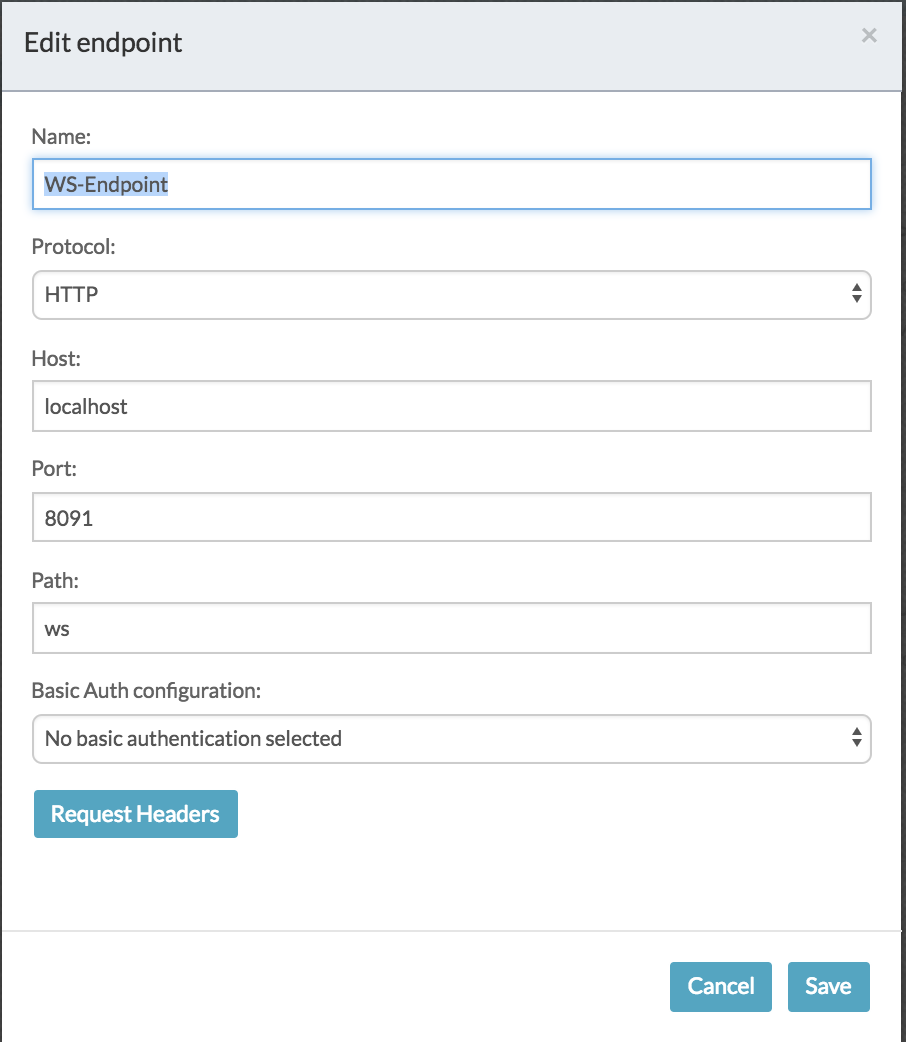 Edit endpoint
×
Name:
WS-Endpoint
Protocol:
HTTP
Host:
localhost
Port:
8091
Path:
ws
Basic Auth configuration:
No basic authentication selected
Request Headers
Cancel Save